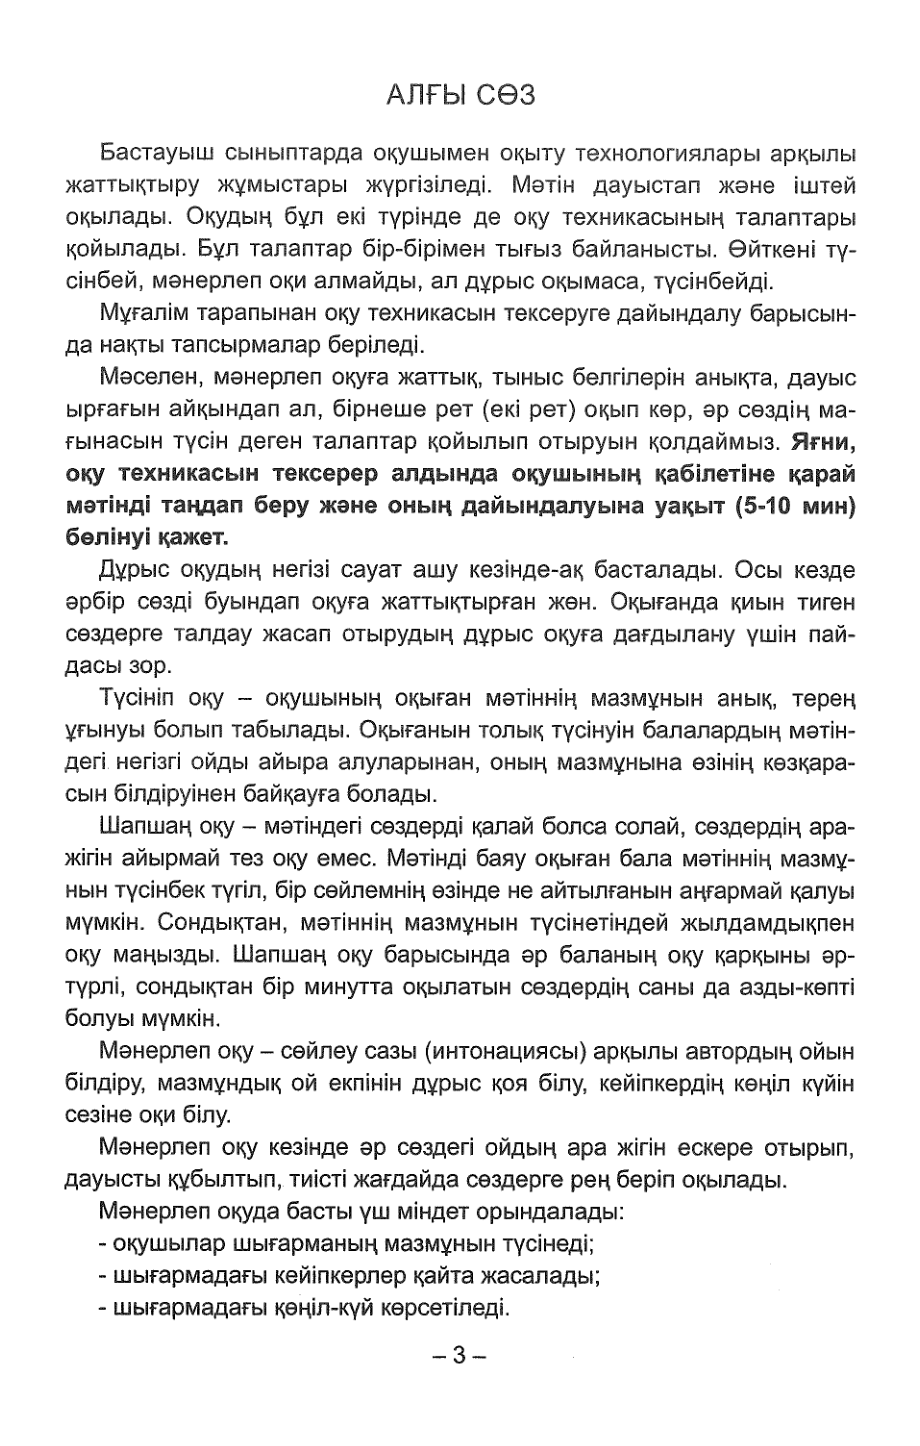 АЛҒЫ СӨЗ
Бастауыш сыныптарда оқушымен оқыту технологиялары арқылы
жаттықтыру жұмыстары жүргізіледі. Мәтін дауыстап және іштей
оқылады. Оқудың бұл екі түрінде де оқу техникасының талаптары
қойылады. Бұл талаптар бір-бірімен тығыз байланысты. Өйткені тү-
сінбей, мәнерлеп оқи алмайды, ал дұрыс оқымаса, түсінбейді.
Мұғалім тарапынан оқу техникасын тексеруге дайындалу барысын-
да нақты тапсырмалар беріледі.
Мәселен, мәнерлеп оқуға жаттық, тыныс белгілерін анықта, дауыс
ырғағын айқындап ал, бірнеше рет (екі рет) оқып көр, әр сөздің ма-
ғынасын түсін деген талаптар қойылып отыруын қолдаймыз. Яғни,
оқу техникасын тексерер алдында оқушының қабілетіне қарай
мәтінді таңдап беру және оның дайындалуына уақыт (5-10 мин)
бөлінуі қажет.
Дұрыс оқудың негізі сауат ашу кезінде-ақ басталады. Осы кезде
әрбір сөзді буындап оқуға жаттықтырған жөн. Оқығанда қиын тиген
сөздерге талдау жасап отырудың дұрыс оқуға дағдылану үшін пай-
дасы зор.
Түсініп оқу – оқушының оқыған мәтіннің мазмұнын анық, терең
ұғынуы болып табылады. Оқығанын толық түсінуін балалардың мәтін-
дегі негізгі ойды айыра алуларынан, оның мазмұнына өзінің көзқара-
сын білдіруінен байқауға болады.
Шапшаң оқу – мәтіндегі сөздерді қалай болса солай, сөздердің ара-
жігін айырмай тез оқу емес. Мәтінді баяу оқыған бала мәтіннің мазмұ-
нын түсінбек түгіл, бір сөйлемнің өзінде не айтылғанын аңғармай қалуы
мүмкін. Сондықтан, мәтіннің мазмұнын түсінетіндей жылдамдықпен
оқу маңызды. Шапшаң оқу барысында әр баланың оқу қарқыны әр-
түрлі, сондықтан бір минутта оқылатын сөздердің саны да азды-көпті
болуы мүмкін.
Мәнерлеп оқу – сөйлеу сазы (интонациясы) арқылы автордың ойын
білдіру, мазмұндық ой екпінін дұрыс қоя білу, кейіпкердің көңіл күйін
сезіне оқи білу.
Мәнерлеп оқу кезінде әр сөздегі ойдың ара жігін ескере отырып,
дауысты құбылтып, тиісті жағдайда сөздерге рең беріп оқылады.
Мәнерлеп оқуда басты үш міндет орындалады:
- оқушылар шығарманың мазмұнын түсінеді;
- шығармадағы кейіпкерлер қайта жасалады;
- шығармадағы қөңіл-күй көрсетіледі.
– 3 –